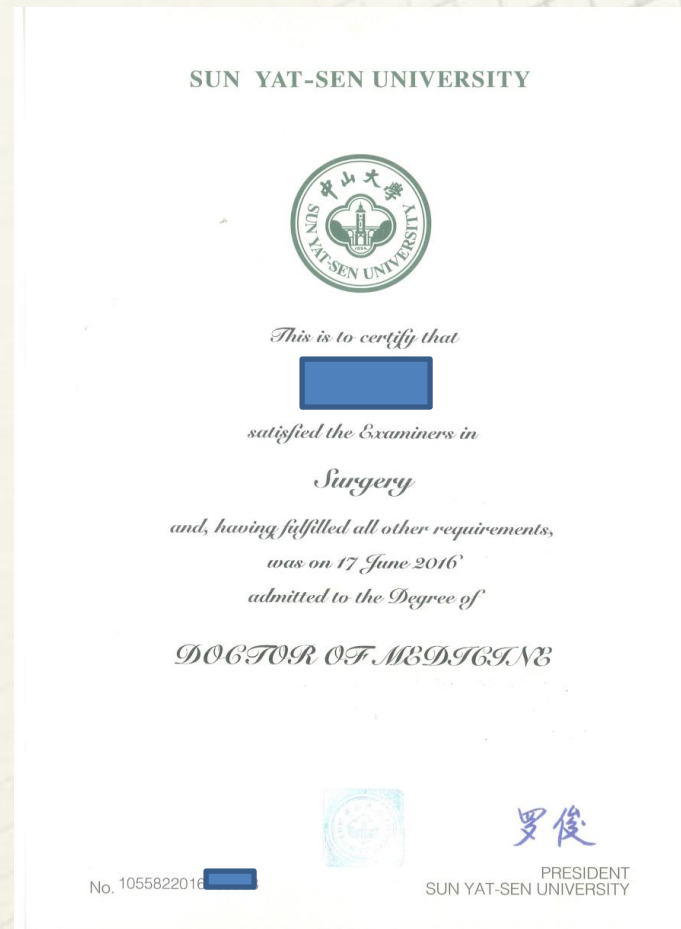 SUN YAT-SEN UNIVERSITY
中山大學
SUN YAT-SEN UNIVERSITY
1924
This is to certify that
satisfied the Examiners in
Surgery
and, having fulfilled all other requirements,
was on 17 June 2016
admitted to the Degree of
DOCTOR OF MEDICINE
罗俊
PRESIDENT
No. 1055822016
SUN YAT-SEN UNIVERSITY